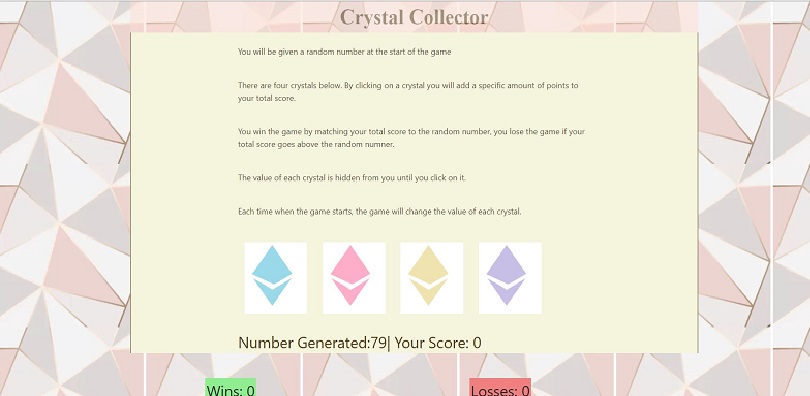 Crystal Collector
You will be given a random number at the start of the game
There are four crystals below. By clicking on a crystal you will add a specific amount of points to
your total score.
You win the game by matching your total score to the random number, you lose the game if your
total score goes above the random numner.
The value of each crystal is hidden from you until you click on it.
Each time when the game starts, the game will change the value of each crystal.
Number Generated:79| Your Score: 0
Wins: 0 Losses: 0